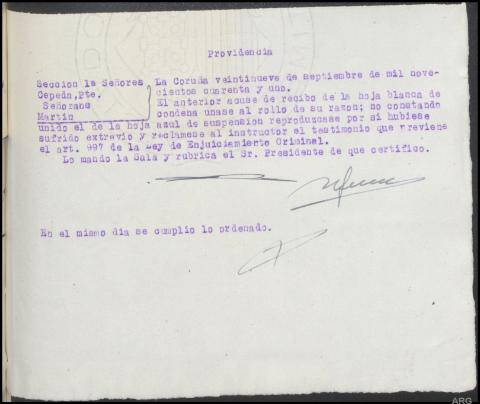 Providencia
Seccion 1ª Señores La Coruña veintinueve de septiembre de mil nove-
Cepeda,Pte. cientos cuarenta y uno.
Señorans El anterior acuse de recibo de la hoja blanca de
Martin condena unase al rollo de su razon; no constando
unido el de la hoja azul de suspension reproduzcase por si hubiese
sufrido extravio y reclamese al instructor el testimonio que previene
el art. 997 de la Ley de Enjuiciamiento Criminal.
Lo mando la Sala y rubrica el Sr. Presidente de que certifico.
En el mismo dia se cumplio lo ordenado.
ARG